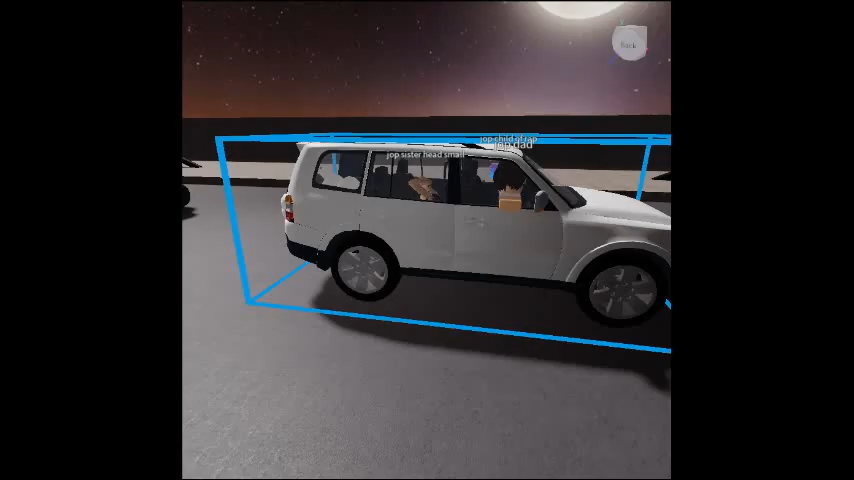 Back
jop child of rap
jop dad
jop sister head small